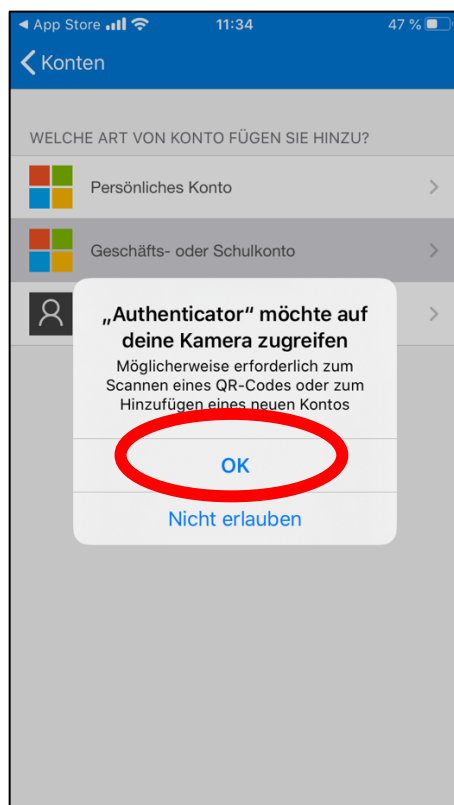 ◀ App Store 11:34 47 %
Konten
WELCHE ART VON KONTO FÜGEN SIE HINZU?
Persönliches Konto
Geschäfts- oder Schulkonto
„Authenticator“ möchte auf
deine Kamera zugreifen
Möglicherweise erforderlich zum
Scannen eines QR-Codes oder zum
Hinzufügen eines neuen Kontos
OK
Nicht erlauben